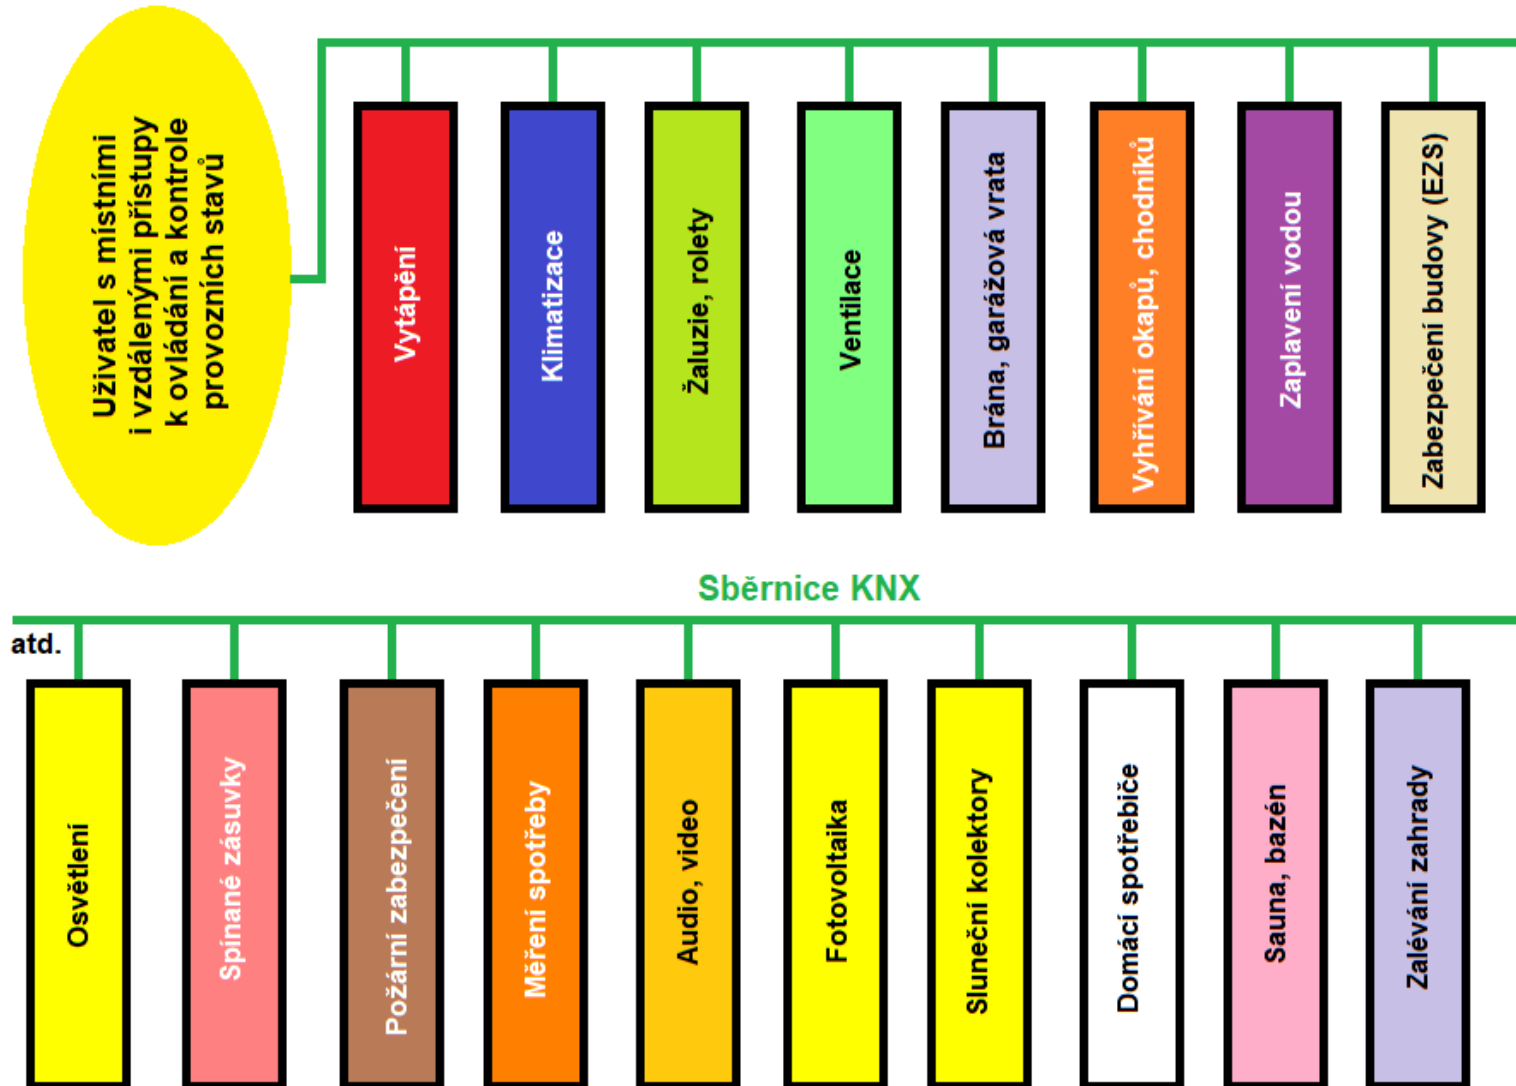 Uživatel s místními
i vzdálenými přístupy
k ovládání a kontrole
provozních stavů
Vytápění
Klimatizace
Žaluzie, rolety
Ventilace
Brána, garážová vrata
Vyhřívání okapů, chodníků
Zaplavení vodou
Zabezpečení budovy (EZS)
Sběrnice KNX
atd.
Osvětlení
Spínané zásuvky
Požární zabezpečení
Měření spotřeby
Audio, video
Fotovoltaika
Sluneční kolektory
Domácí spotřebiče
Sauna, bazén
Zalévání zahrady